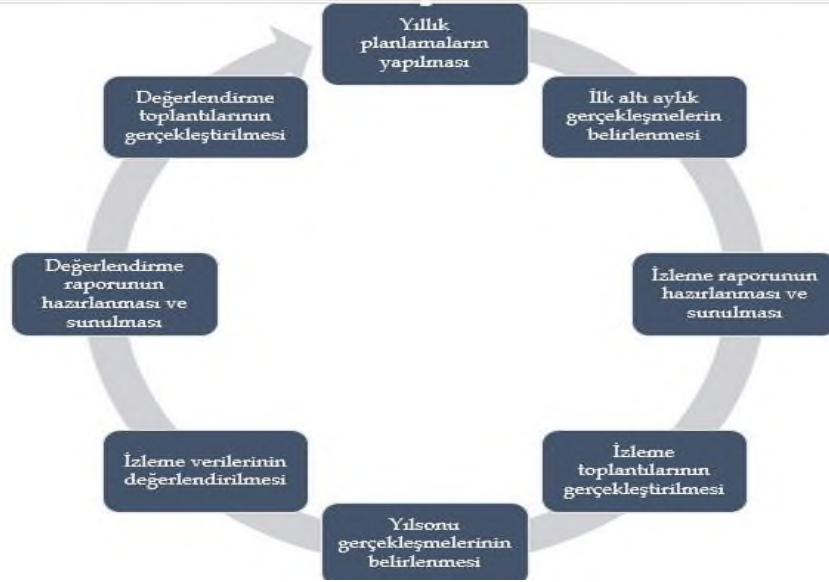 Yıllık
planlamaların
yapılması
İlk altı aylık
gerçekleşmelerin
belirlenmesi
İzleme raporunun
hazırlanması ve
sunulması
İzleme
toplantılarının
gerçekleştirilmesi
Yılsonu
gerçekleşmelerinin
belirlenmesi
İzleme verilerinin
değerlendirilmesi
Değerlendirme
raporunun
hazırlanması ve
sunulması
Değerlendirme
toplantılarının
gerçekleştirilmesi